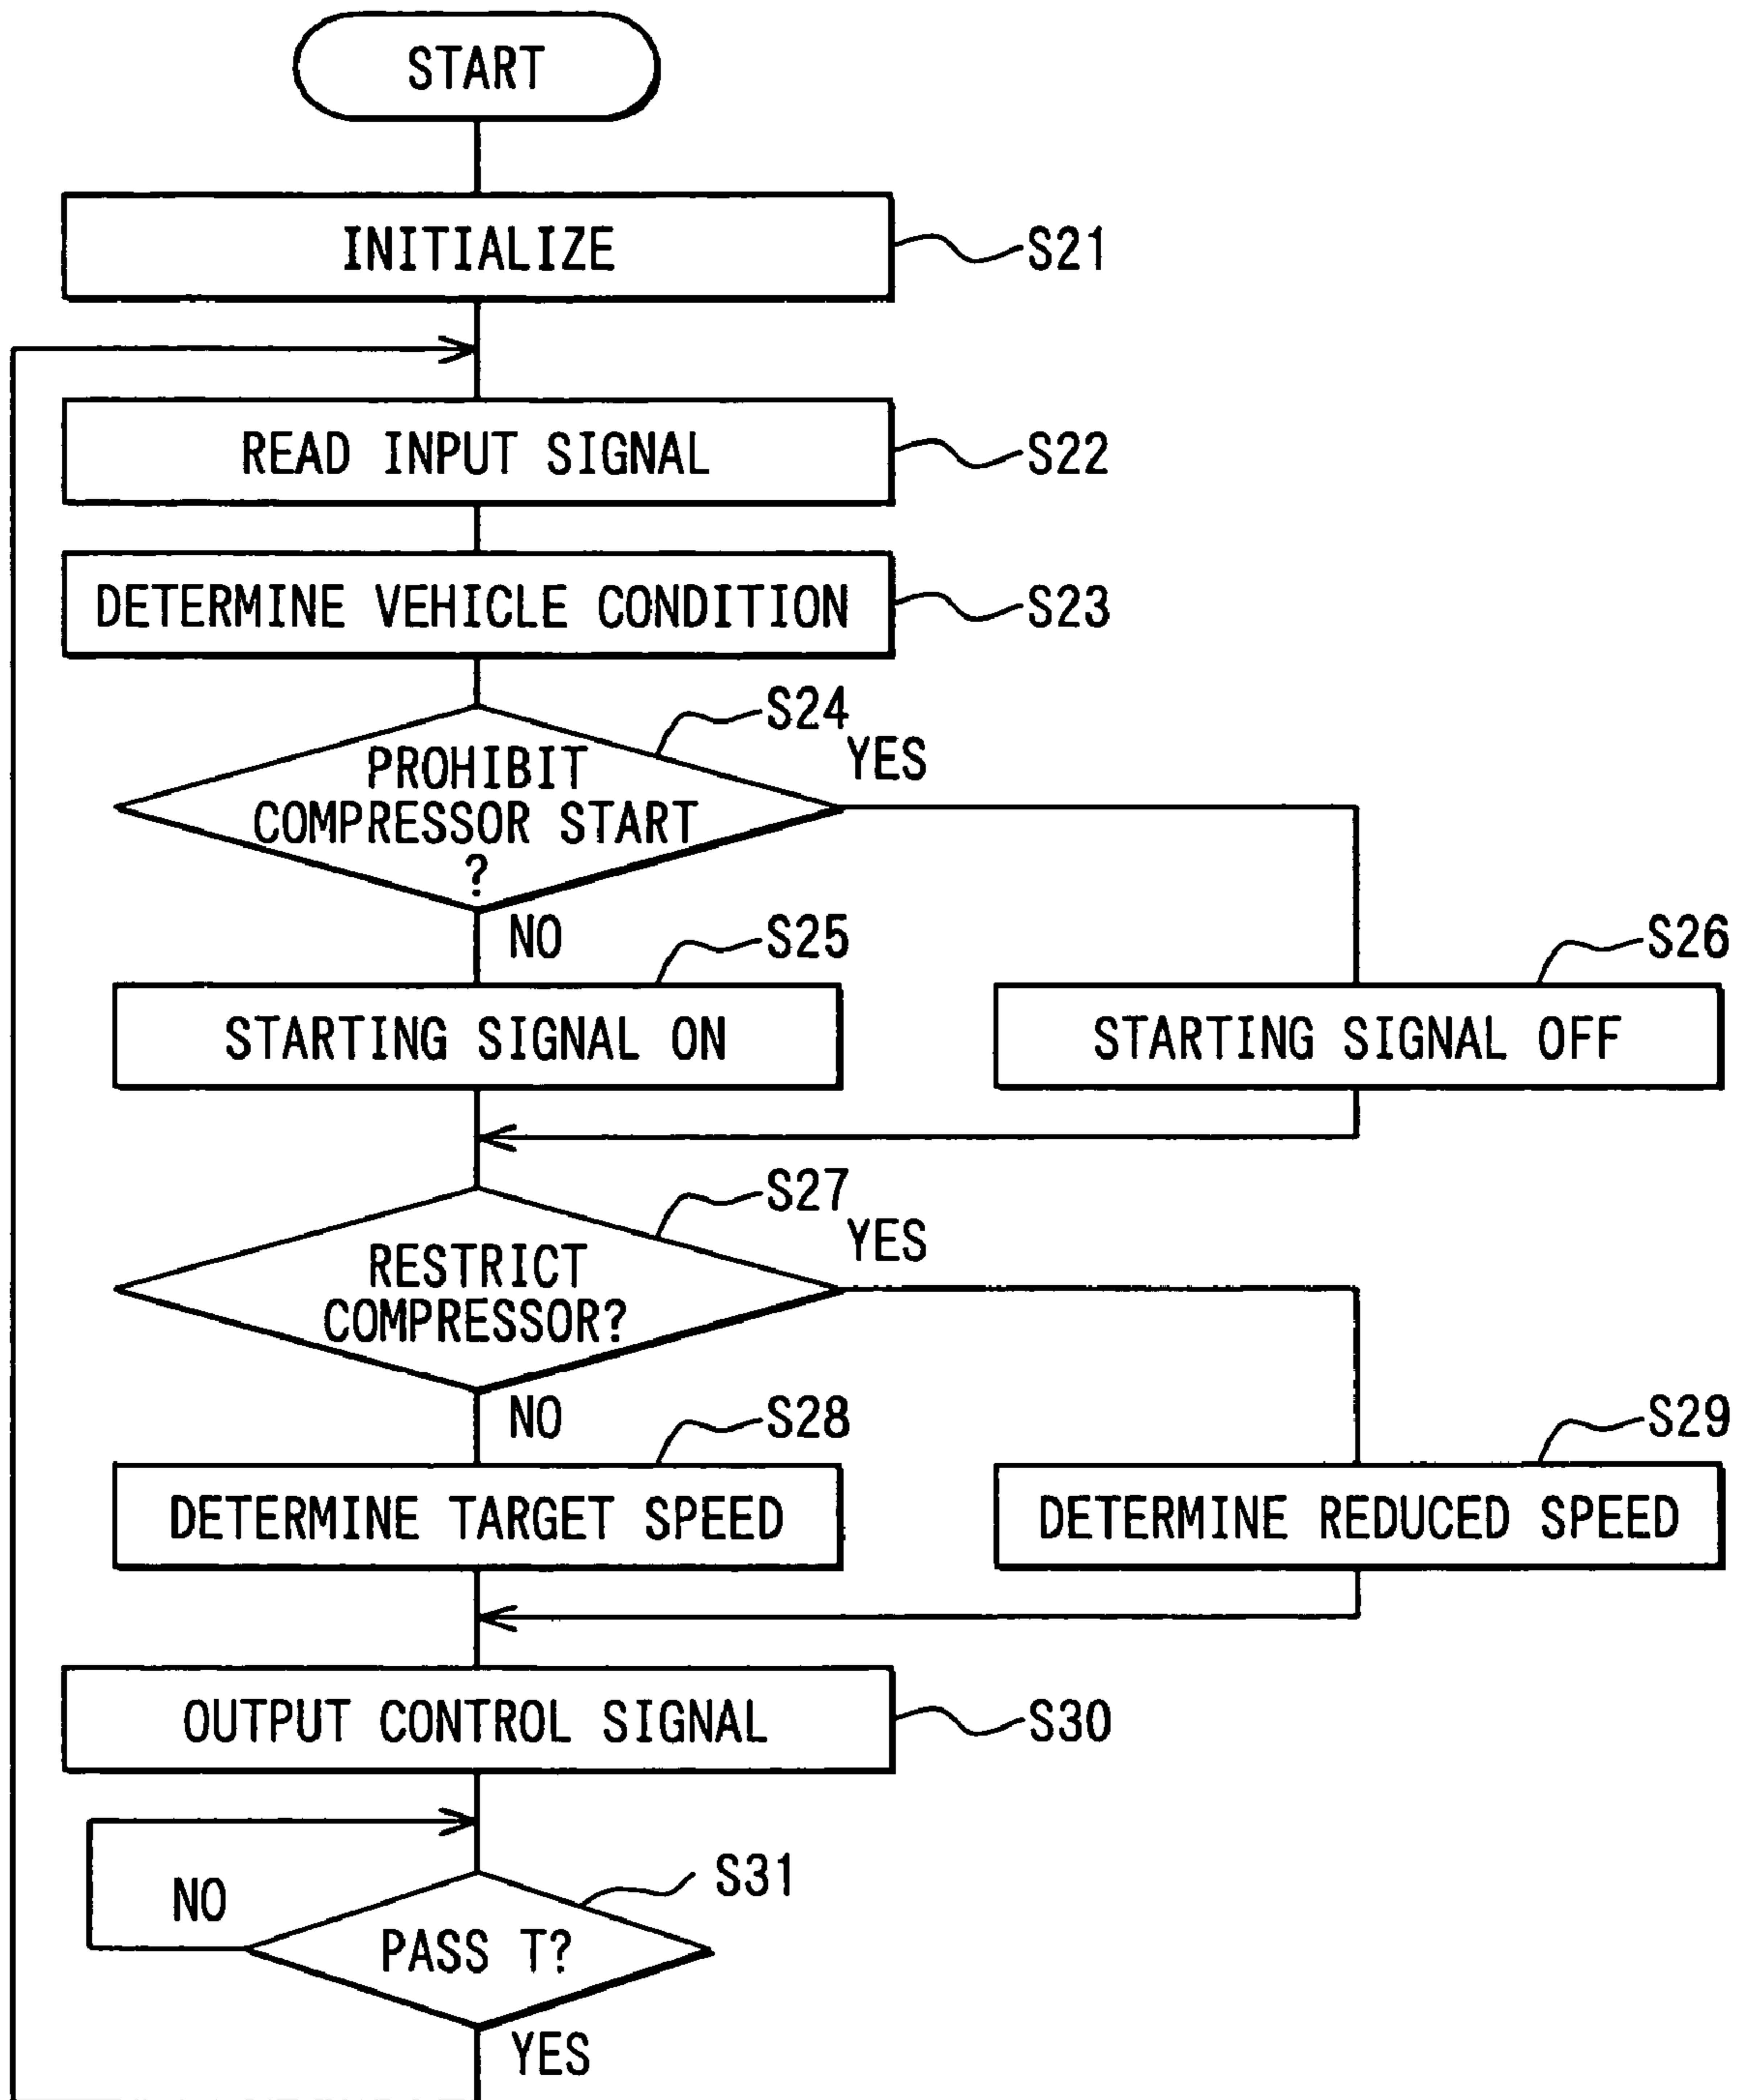 START
INITIALIZE
S21
READ INPUT SIGNAL
S22
DETERMINE VEHICLE CONDITION
S23
S24
YES
PROHIBIT
COMPRESSOR START
?
NO
S25
S26
STARTING SIGNAL ON
STARTING SIGNAL OFF
S27
YES
RESTRICT
COMPRESSOR?
NO
S28
S29
DETERMINE TARGET SPEED
DETERMINE REDUCED SPEED
OUTPUT CONTROL SIGNAL
S30
S31
NO
PASS T?
YES